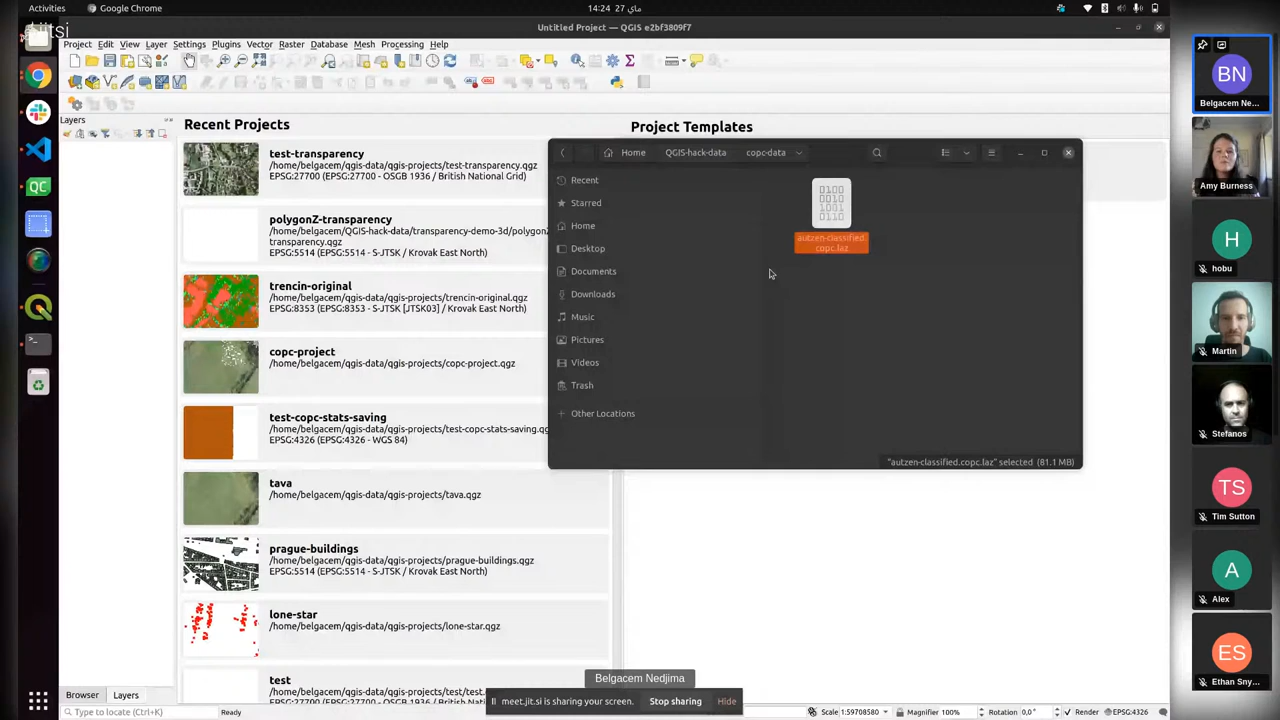 Activities
Google Chrome
27 ماي 14:24
jitsi
Untitled Project — QGIS e2bf3809f7
Project Edit View Layer Settings Plugins Vector Raster Database Mesh Processing Help
Layers
Recent Projects
Project Templates
test-transparency
/home/belgacem/qgis-data/qgis-projects/test-transparency.qgz
EPSG:27700 (EPSG:27700 - OSGB 1936 / British National Grid)
polygonZ-transparency
/home/belgacem/QGIS-hack-data/transparency-demo-3d/polygon
transparency.qgz
EPSG:5514 (EPSG:5514 - S-JTSK / Krovak East North)
trencin-original
/home/belgacem/qgis-data/qgis-projects/trencin-original.qgz
EPSG:8353 (EPSG:8353 - S-JTSK [JTSK03] / Krovak East North)
copc-project
/home/belgacem/qgis-data/qgis-projects/copc-project.qgz
test-copc-stats-saving
/home/belgacem/qgis-data/qgis-projects/test-copc-stats-saving.qg
EPSG:4326 (EPSG:4326 - WGS 84)
tava
/home/belgacem/qgis-data/qgis-projects/tava.qgz
prague-buildings
/home/belgacem/qgis-data/qgis-projects/prague-buildings.qgz
EPSG:5514 (EPSG:5514 - S-JTSK / Krovak East North)
lone-star
/home/belgacem/qgis-data/qgis-projects/lone-star.qgz
test
Home QGIS-hack-data copc-data
Recent
Starred
Home
Desktop
Documents
Downloads
Music
Pictures
Videos
Trash
Other Locations
0100
0010
1001
0110
autzen-classified.
copc.laz
"autzen-classified.copc.laz" selected (81.1 MB)
Browser Layers
Type to locate (Ctrl+K)
Ready
Belgacem Nedjima
meet.jit.si is sharing your screen. Stop sharing Hide
Scale 1:59708580 Magnifier 100% Rotation 0,0° Render EPSG:4326
BN
Belgacem Ne...
Amy Burness
H
hobu
Martin
Stefanos
TS
Tim Sutton
A
Alex
ES
Ethan Sny...